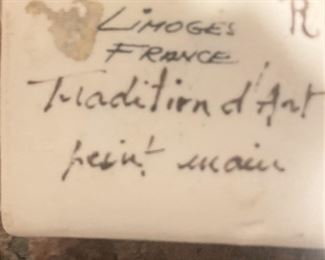 LIMOGES R
FRANCE
Tradition d'Art
peint main